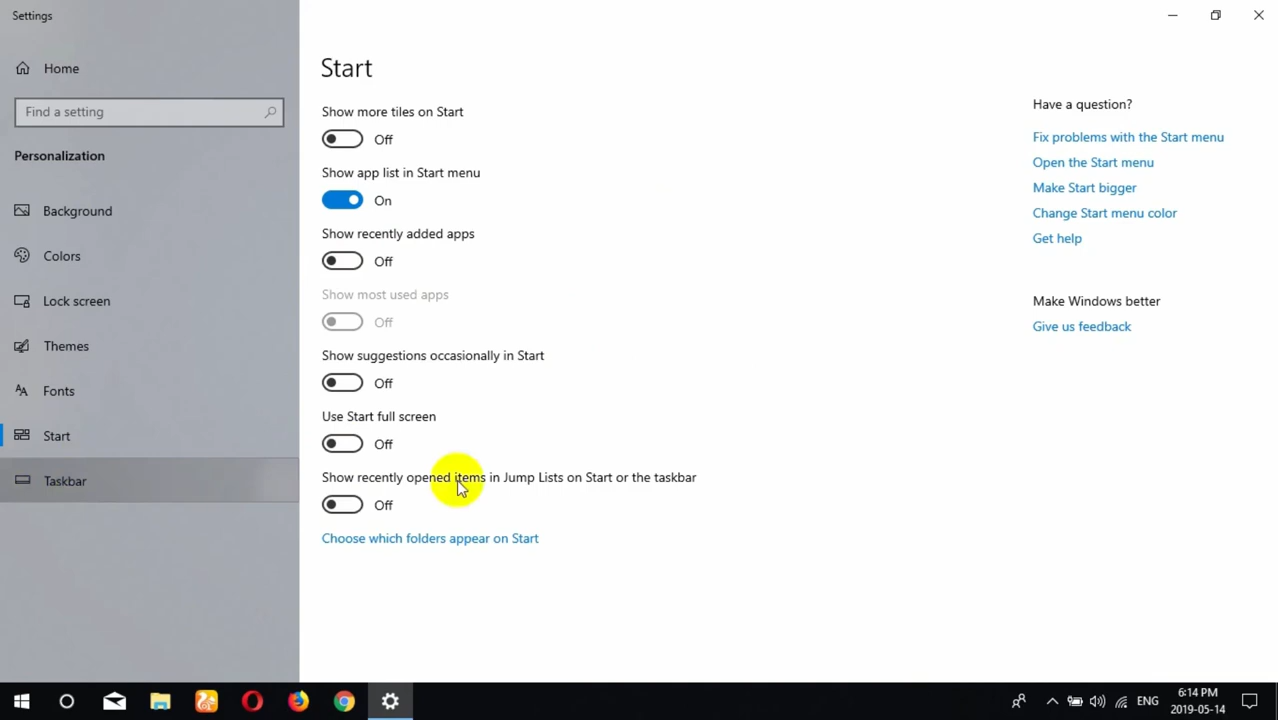 Settings
Home
Find a setting
Personalization
Background
Colors
Lock screen
Themes
Fonts
Start
Taskbar
Start
Show more tiles on Start
Off
Show app list in Start menu
On
Show recently added apps
Off
Show most used apps
Off
Show suggestions occasionally in Start
Off
Use Start full screen
Off
Show recently opened items in Jump Lists on Start or the taskbar
Off
Choose which folders appear on Start
Have a question?
Fix problems with the Start menu
Open the Start menu
Make Start bigger
Change Start menu color
Get help
Make Windows better
Give us feedback
ENG
6:14 PM
2019-05-14